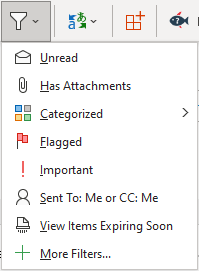 Unread
Has Attachments
Categorized
Flagged
Important
Sent To: Me or CC: Me
View Items Expiring Soon
More Filters...